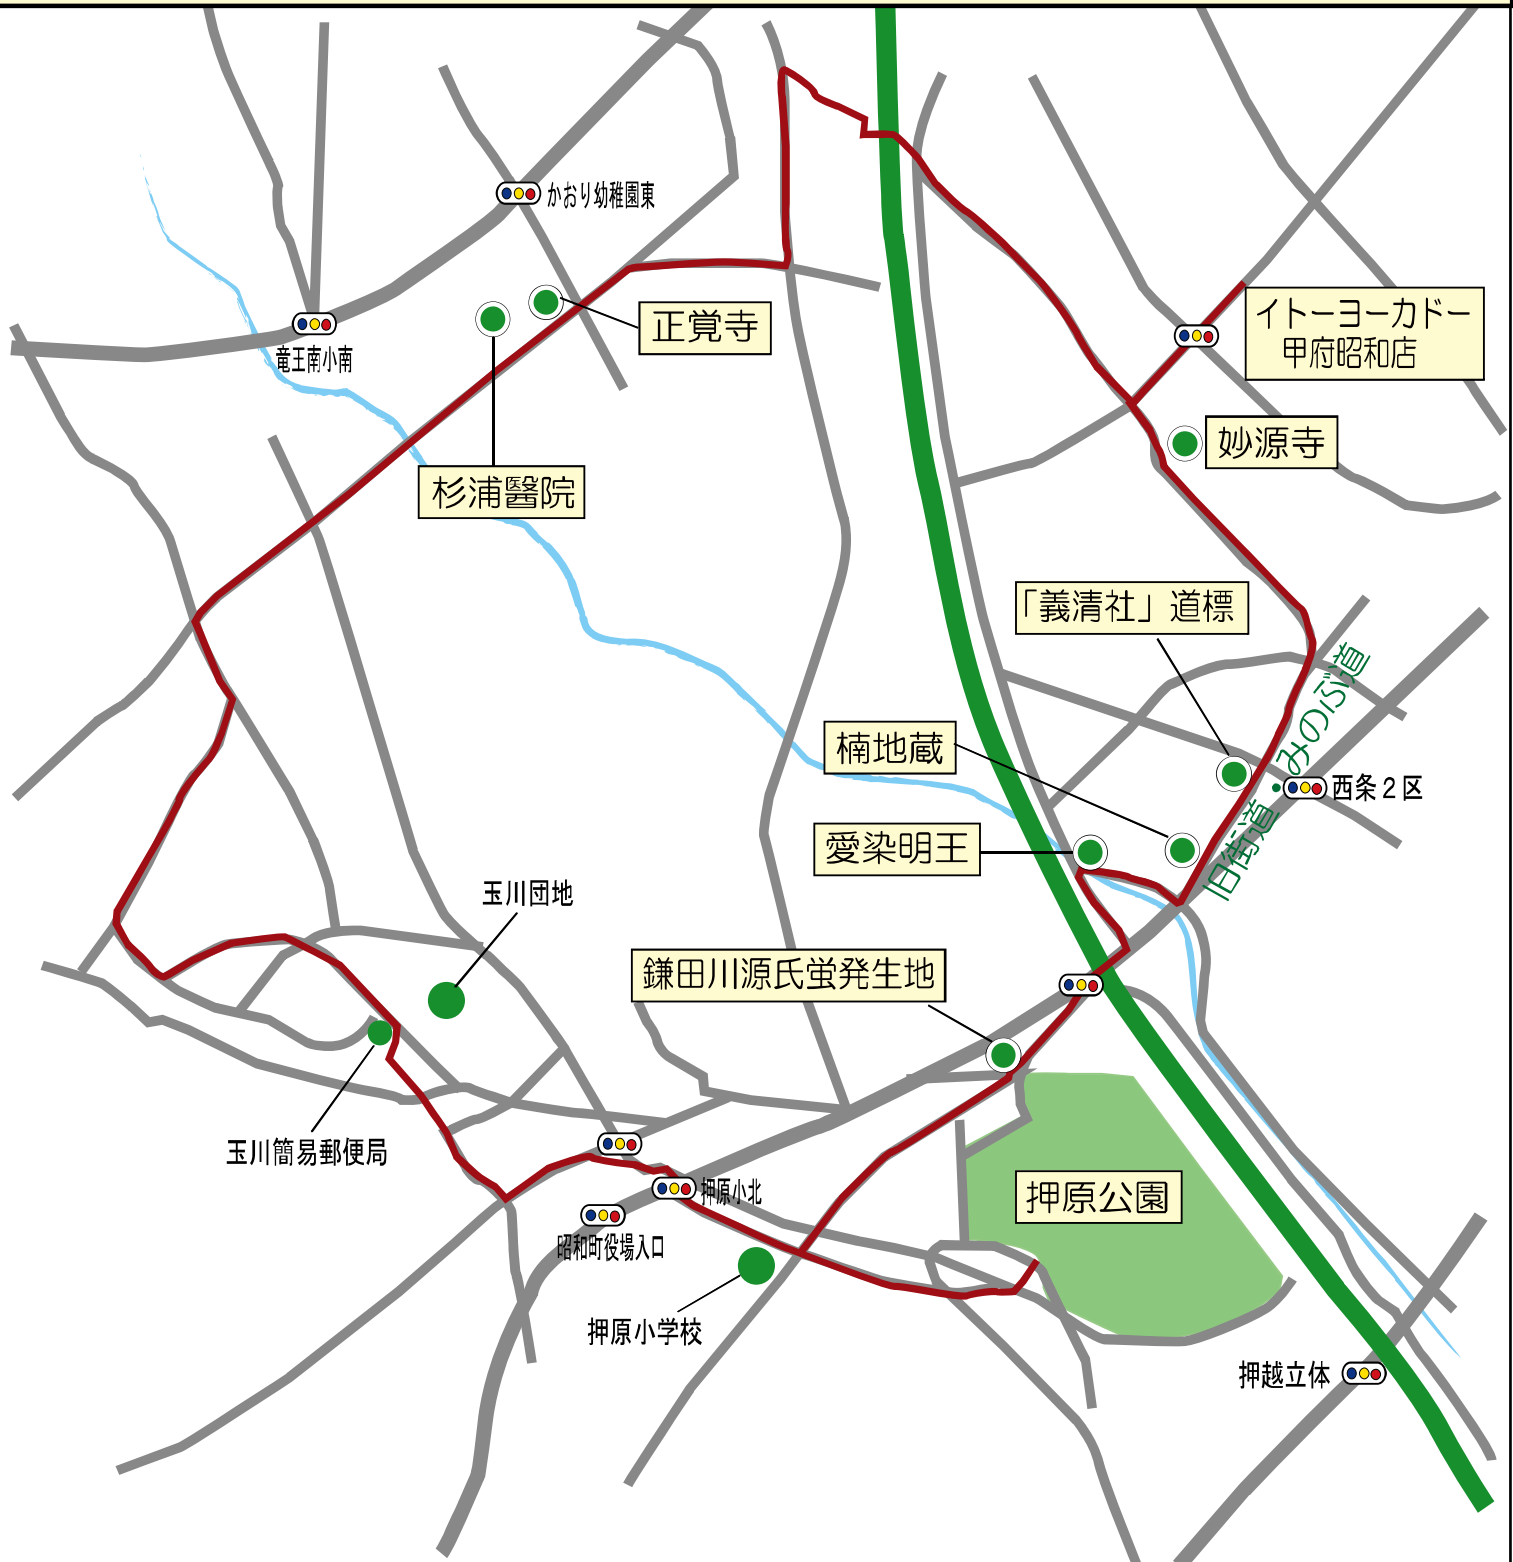 かおり幼稚園東
正覚寺
イトーヨーカドー
甲府昭和店
竜王南小南
妙源寺
杉浦醫院
「義清社」道標
旧街道・みのぶ道
楠地蔵
西条２区
愛染明王
玉川団地
鎌田川源氏蛍発生地
玉川簡易郵便局
押原小北
押原公園
昭和町役場入口
押原小学校
押越立体